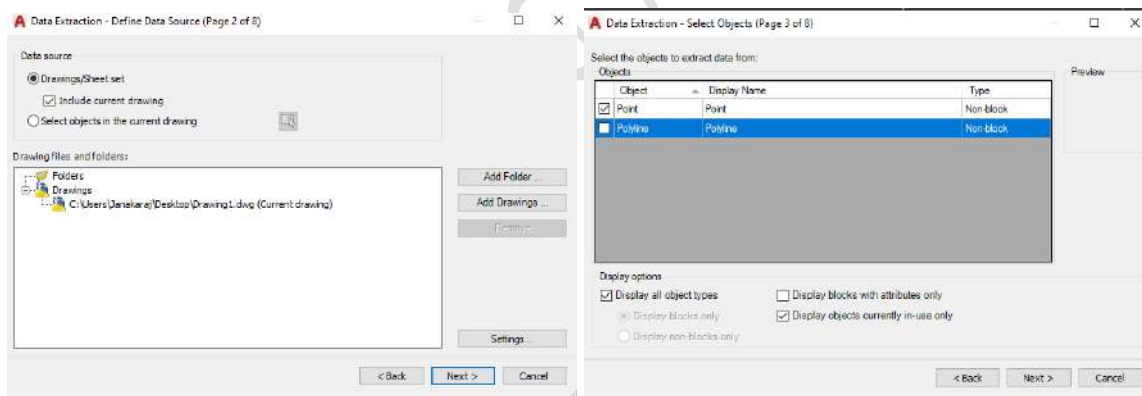 Data Extraction - Define Data Source (Page 2 of 8)
Data source
Drawings/Sheet set
Include current drawing
Select objects in the current drawing
Drawing files and folders:
Folders
Drawings
C:\Users\Janakaraj\Desktop\Drawing1.dwg (Current drawing)
Add Folder ...
Add Drawings ...
Remove
Settings...
< Back Next > Cancel
Data Extraction - Select Objects (Page 3 of 8)
Select the objects to extract data from:
Objects
Preview
Object Display Name Type
Point Point Non-block
Polyline Polyline Non-block
Display options
Display all object types
Display blocks with attributes only
Display blocks only
Display objects currently in-use only
Display non-blocks only
< Back Next > Cancel